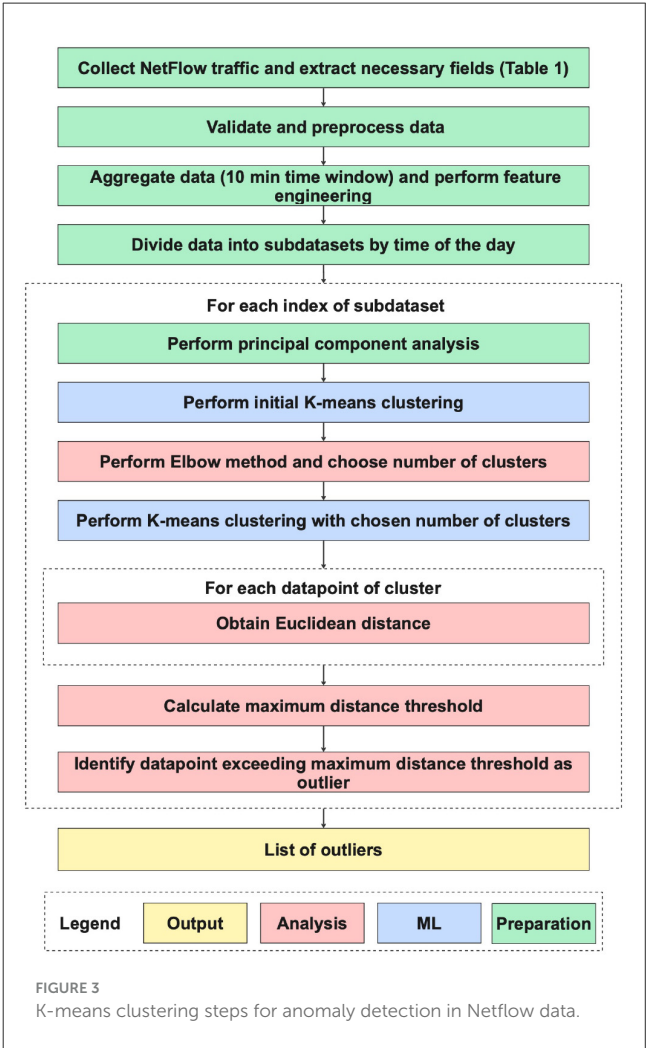 Collect NetFlow traffic and extract necessary fields (Table 1)
Validate and preprocess data
Aggregate data (10 min time window) and perform feature
engineering
Divide data into subdatasets by time of the day
For each index of subdataset
Perform principal component analysis
Perform initial K-means clustering
Perform Elbow method and choose number of clusters
Perform K-means clustering with chosen number of clusters
For each datapoint of cluster
Obtain Euclidean distance
Calculate maximum distance threshold
Identify datapoint exceeding maximum distance threshold as
outlier
List of outliers
Legend Output Analysis ML Preparation
FIGURE 3
K-means clustering steps for anomaly detection in Netflow data.